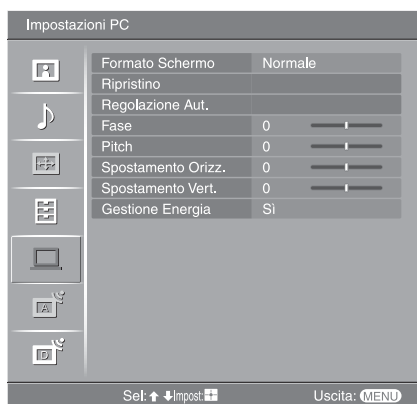 Impostazioni PC
Formato Schermo Normale
Ripristino
Regolazione Aut.
Fase 0
Pitch 0
Spostamento Orizz. 0
Spostamento Vert. 0
Gestione Energia Sì
A
D
Sel: Impost: Uscita: MENU